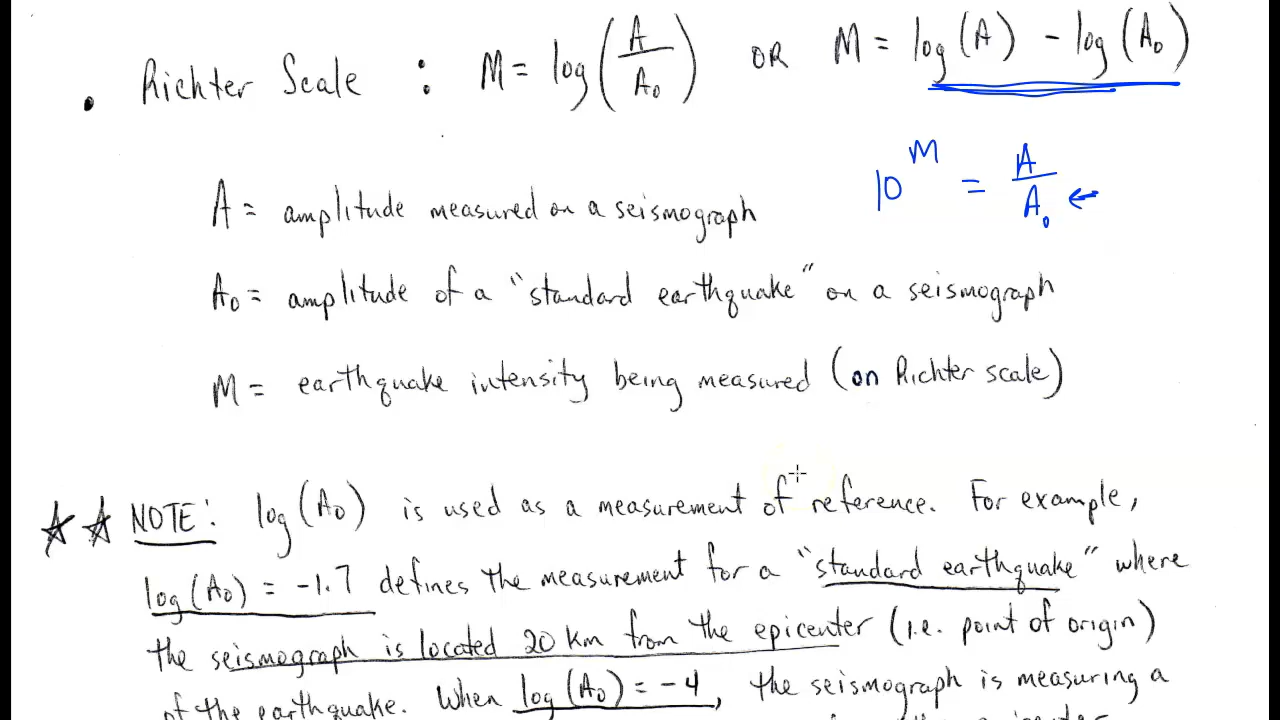 • Richter Scale : M = log(A/A₀) OR M = log(A) - log(A₀)
10^M = A/A₀ ←
A = amplitude measured on a seismograph
A₀ = amplitude of a "standard earthquake" on a seismograph
M = earthquake intensity being measured (on Richter scale)
☆☆ NOTE: log(A₀) is used as a measurement of reference. For example,
log(A₀) = -1.7 defines the measurement for a "standard earthquake" where
the seismograph is located 20 km from the epicenter (i.e. point of origin)
of the earthquake. When log(A₀) = -4, the seismograph is measuring a